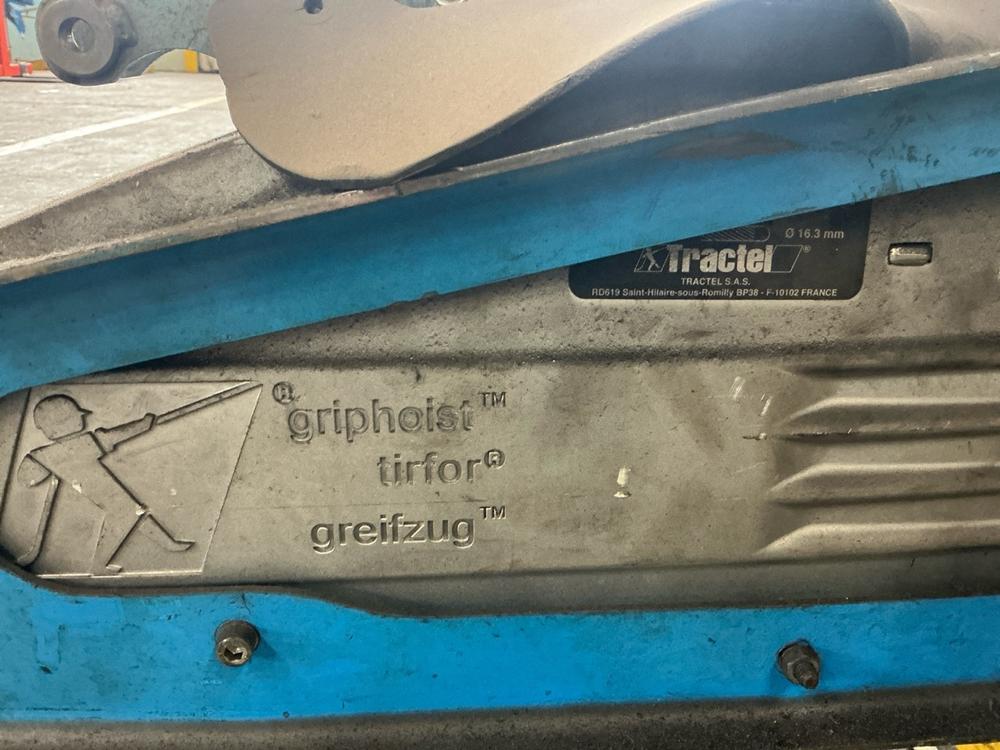 Ø 16.3 mm
Tractel®
TRACTEL S.A.S.
RD619 Saint-Hilaire-sous-Romilly BP38 - F-10102 FRANCE
® griphoist™
tirfor®
greifzug™